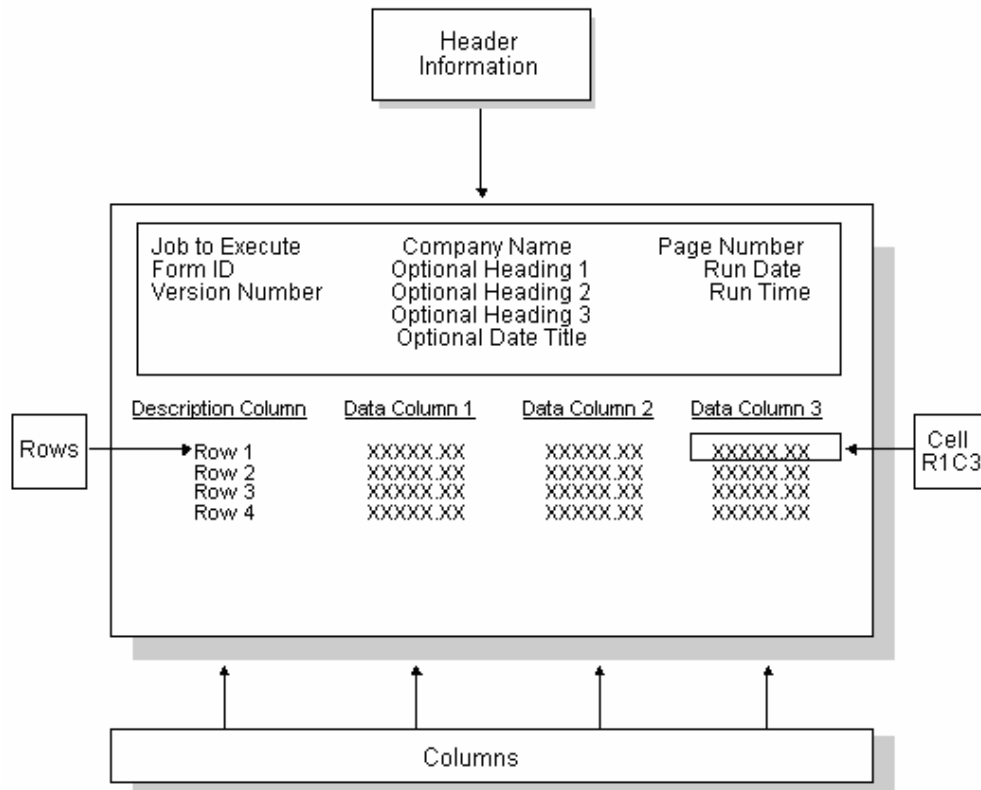 Header
Information
Job to Execute Company Name Page Number
Form ID Optional Heading 1 Run Date
Version Number Optional Heading 2 Run Time
Optional Heading 3
Optional Date Title
Description Column Data Column 1 Data Column 2 Data Column 3
Rows
Row 1 XXXXX.XX XXXXX.XX XXXXX.XX
Row 2 XXXXX.XX XXXXX.XX XXXXX.XX
Row 3 XXXXX.XX XXXXX.XX XXXXX.XX
Row 4 XXXXX.XX XXXXX.XX XXXXX.XX
Cell
R1C3
Columns